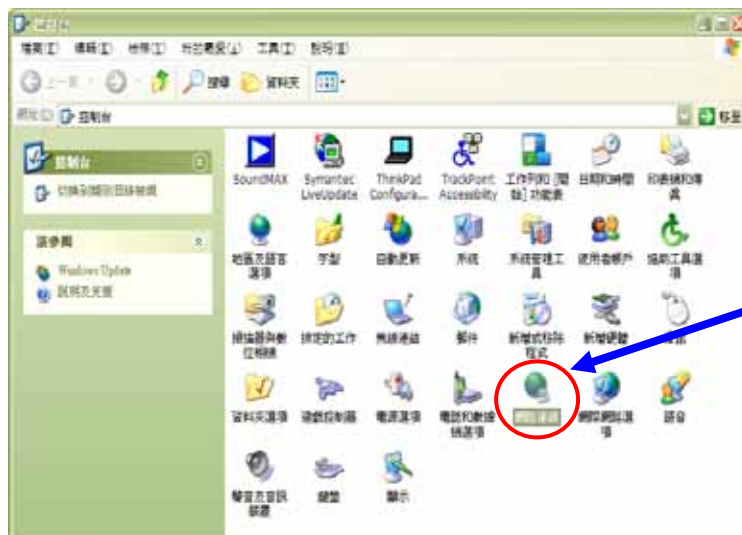 控制台
檔案(F) 編輯(E) 檢視(V) 我的最愛(A) 工具(T) 說明(H)
上一頁 搜尋 資料夾
網址(D) 控制台 移至
控制台
切換到類別目錄檢視
請參閱
Windows Update
說明及支援
SoundMAX
Symantec
LiveUpdate
ThinkPad
Configura...
TrackPoint
Accessibility
工作列和 [開
始] 功能表
日期和時間
印表機和傳
真
地區及語言
選項
字型
自動更新
系統
系統管理工
具
使用者帳戶
協助工具選
項
掃描器與數
位相機
排定的工作
無線連結
郵件
新增或移除
程式
新增硬體
資料夾選項
遊戲控制器
電源選項
電話和數據
機選項
網際網路選
項
語音
聲音及音訊
裝置
鍵盤
顯示